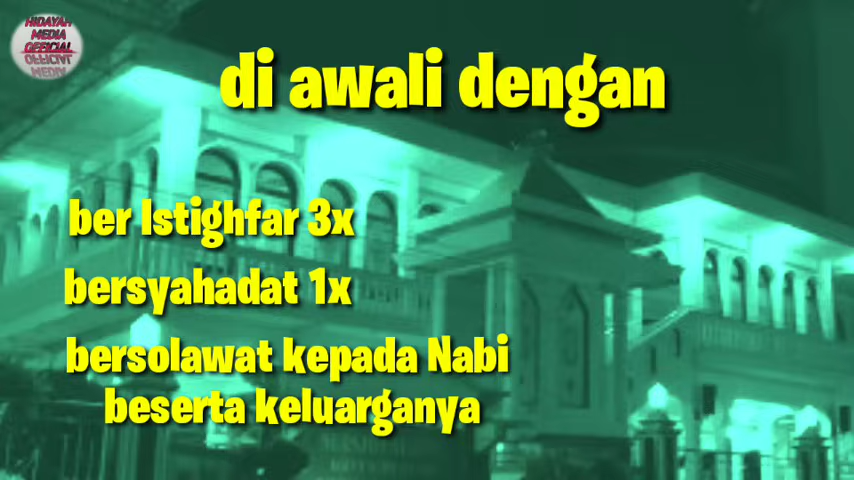 HIDAYAH
MEDIA
OFFICIAL
di awali dengan
ber Istighfar 3x
bersyahadat 1x
bersolawat kepada Nabi
beserta keluarganya